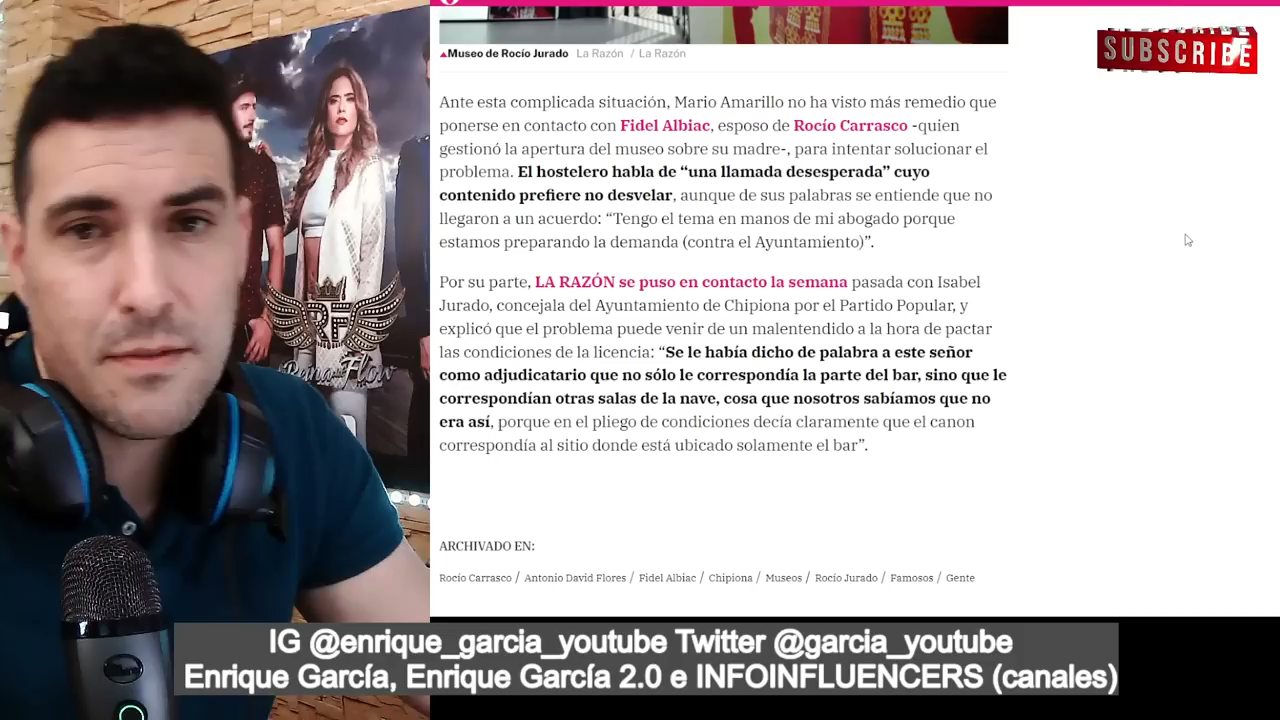 SUBSCRIBE
Museo de Rocío Jurado La Razón / La Razón
Ante esta complicada situación, Mario Amarillo no ha visto más remedio que
ponerse en contacto con Fidel Albiac, esposo de Rocío Carrasco -quien
gestionó la apertura del museo sobre su madre-, para intentar solucionar el
problema. El hostelero habla de “una llamada desesperada” cuyo
contenido prefiere no desvelar, aunque de sus palabras se entiende que no
llegaron a un acuerdo: “Tengo el tema en manos de mi abogado porque
estamos preparando la demanda (contra el Ayuntamiento)”.
Por su parte, LA RAZÓN se puso en contacto la semana pasada con Isabel
Jurado, concejala del Ayuntamiento de Chipiona por el Partido Popular, y
explicó que el problema puede venir de un malentendido a la hora de pactar
las condiciones de la licencia: “Se le había dicho de palabra a este señor
como adjudicatario que no sólo le correspondía la parte del bar, sino que le
correspondían otras salas de la nave, cosa que nosotros sabíamos que no
era así, porque en el pliego de condiciones decía claramente que el canon
correspondía al sitio donde está ubicado solamente el bar”.
ARCHIVADO EN:
Rocío Carrasco / Antonio David Flores / Fidel Albiac / Chipiona / Museos / Rocío Jurado / Famosos / Gente
RF
Flow
IG @enrique_garcia_youtube Twitter @garcia_youtube
Enrique García, Enrique García 2.0 e INFOINFLUENCERS (canales)